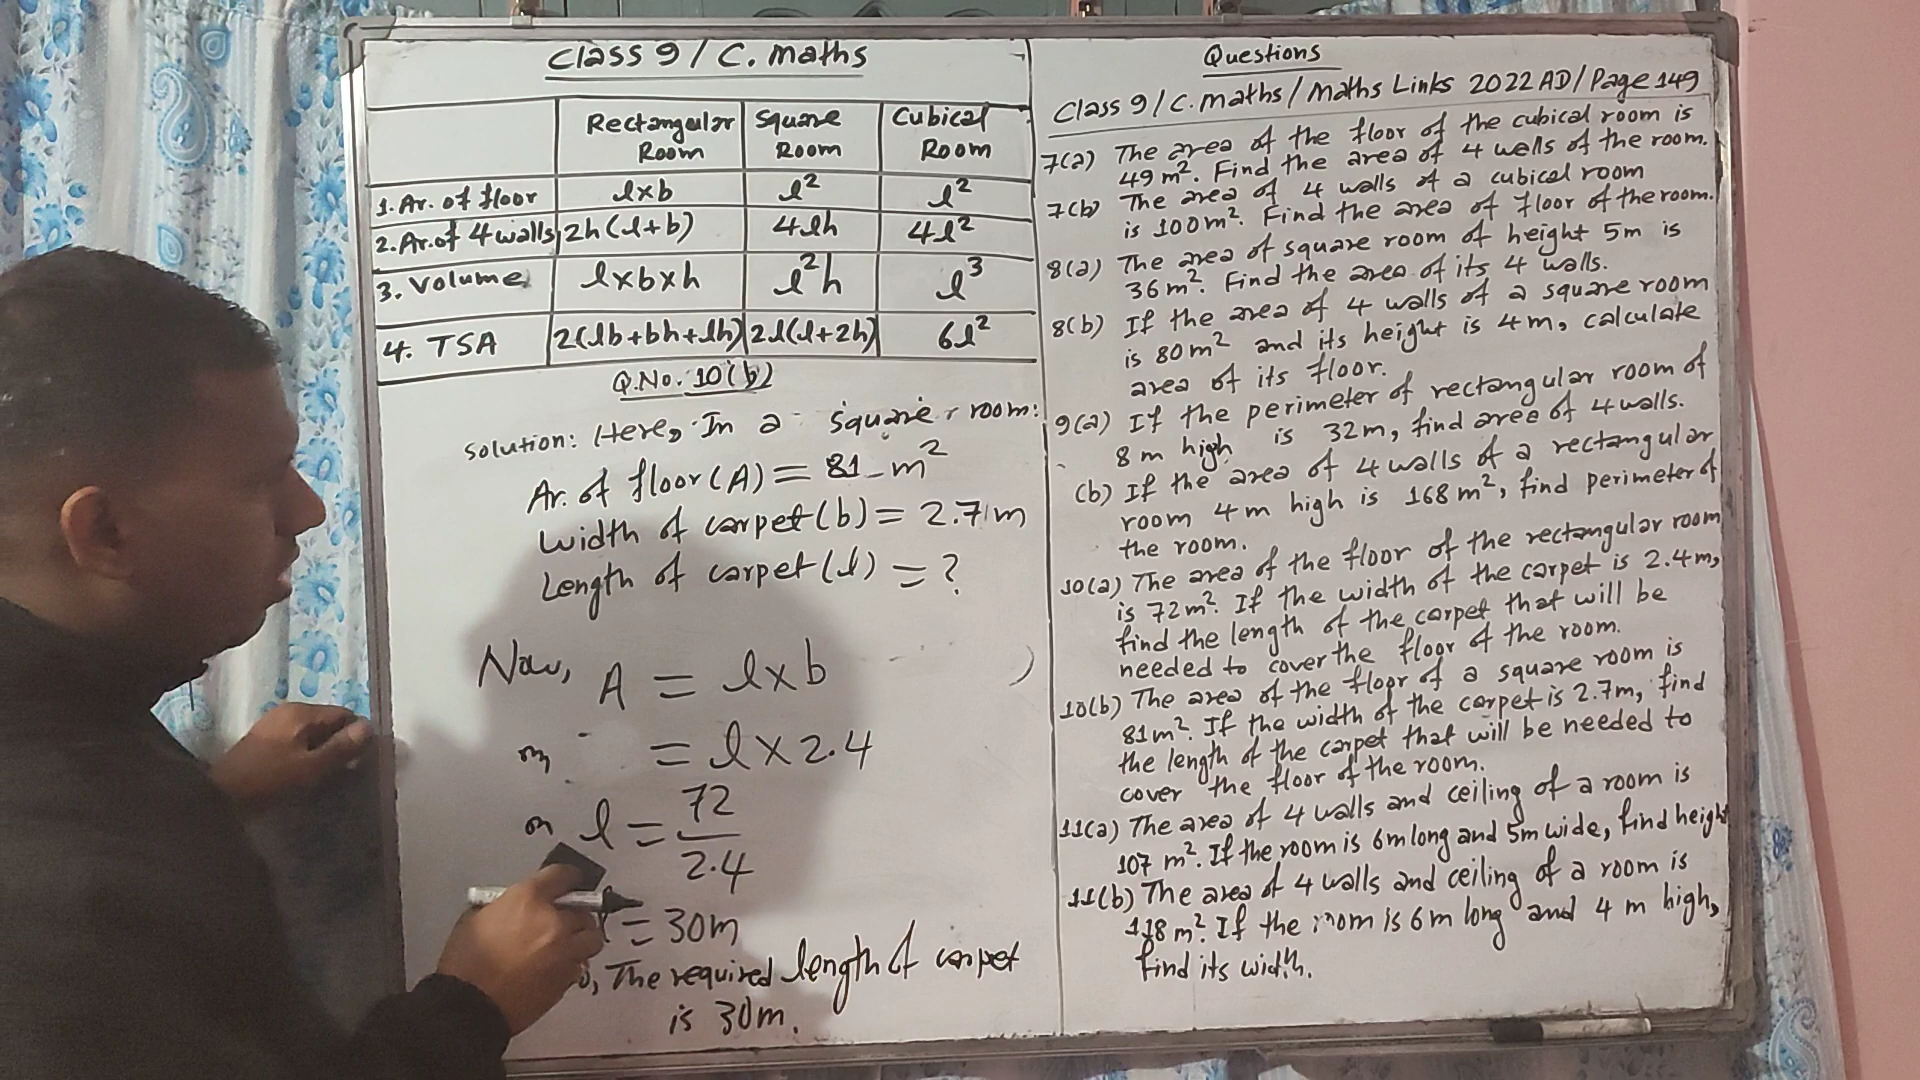 Class 9 / C. maths
Rectangular Room
Square Room
Cubical Room
1. Ar. of floor
l×b
l²
l²
2. Ar. of 4 walls
2h(l+b)
4lh
4l²
3. Volume
l×b×h
l²h
l³
4. TSA
2(lb+bh+lh)
2l(l+2h)
6l²
Q.No. 10(b)
Solution: Here, In a square room:
Ar. of floor (A) = 81 m²
Width of carpet (b) = 2.7 m
Length of carpet (l) = ?
Now, A = l×b
or = l×2.4
or l = 72
2.4
l = 30m
The required length of carpet
is 30m.
Questions
Class 9 / C. maths / Maths Links 2022 AD / Page 149
7(a) The area of the floor of the cubical room is
49 m². Find the area of 4 walls of the room.
7(b) The area of 4 walls of a cubical room
is 100 m². Find the area of floor of the room.
8(a) The area of square room of height 5m is
36 m². Find the area of its 4 walls.
8(b) If the area of 4 walls of a square room
is 80 m² and its height is 4m, calculate
area of its floor.
9(a) If the perimeter of rectangular room of
8 m high is 32m, find area of 4 walls.
(b) If the area of 4 walls of a rectangular
room 4 m high is 168 m², find perimeter of
the room.
10(a) The area of the floor of the rectangular room
is 72 m². If the width of the carpet is 2.4m,
find the length of the carpet that will be
needed to cover the floor of the room.
10(b) The area of the floor of a square room is
81 m². If the width of the carpet is 2.7m, find
the length of the carpet that will be needed to
cover the floor of the room.
11(a) The area of 4 walls and ceiling of a room is
107 m². If the room is 6m long and 5m wide, find height
11(b) The area of 4 walls and ceiling of a room is
118 m². If the room is 6m long and 4 m high,
find its width.